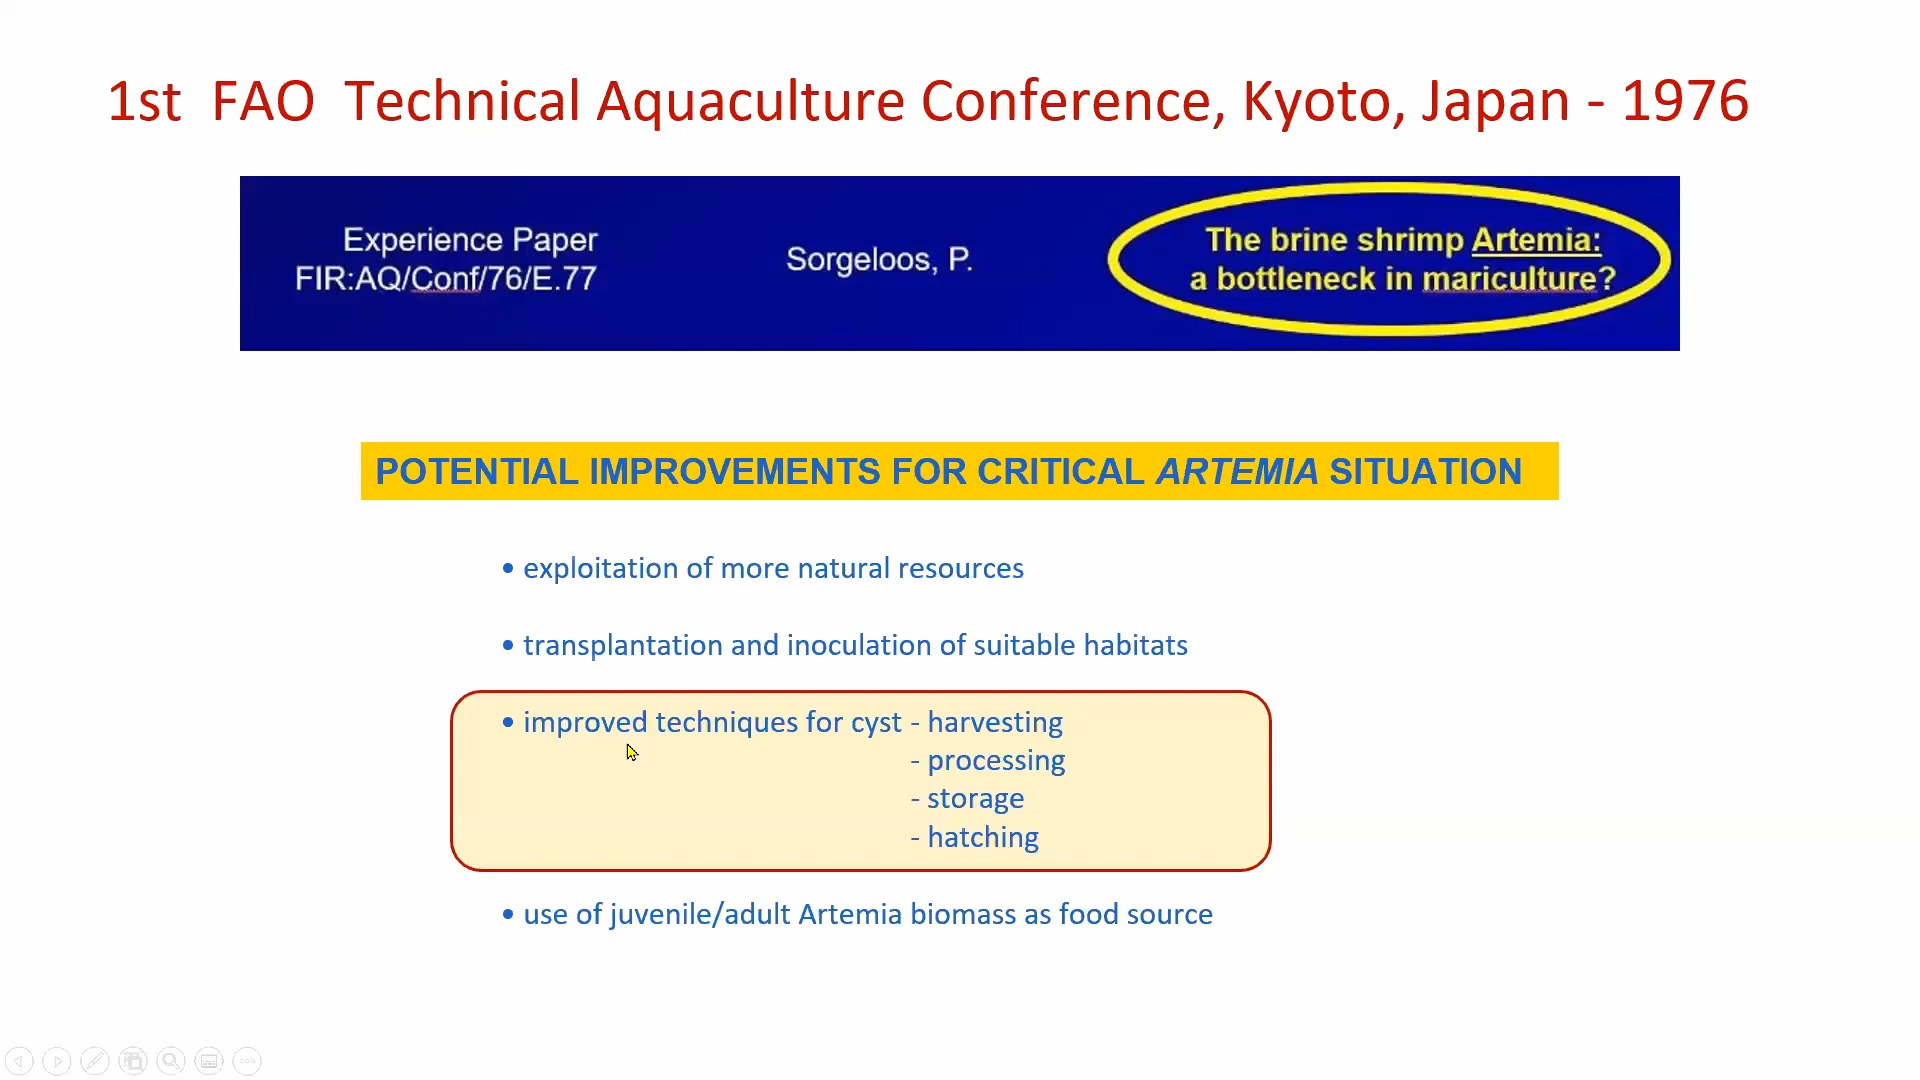 1st FAO Technical Aquaculture Conference, Kyoto, Japan - 1976
Experience Paper
FIR:AQ/Conf/76/E.77
Sorgeloos, P.
The brine shrimp Artemia:
a bottleneck in mariculture?
POTENTIAL IMPROVEMENTS FOR CRITICAL ARTEMIA SITUATION
• exploitation of more natural resources
• transplantation and inoculation of suitable habitats
• improved techniques for cyst - harvesting
- processing
- storage
- hatching
• use of juvenile/adult Artemia biomass as food source